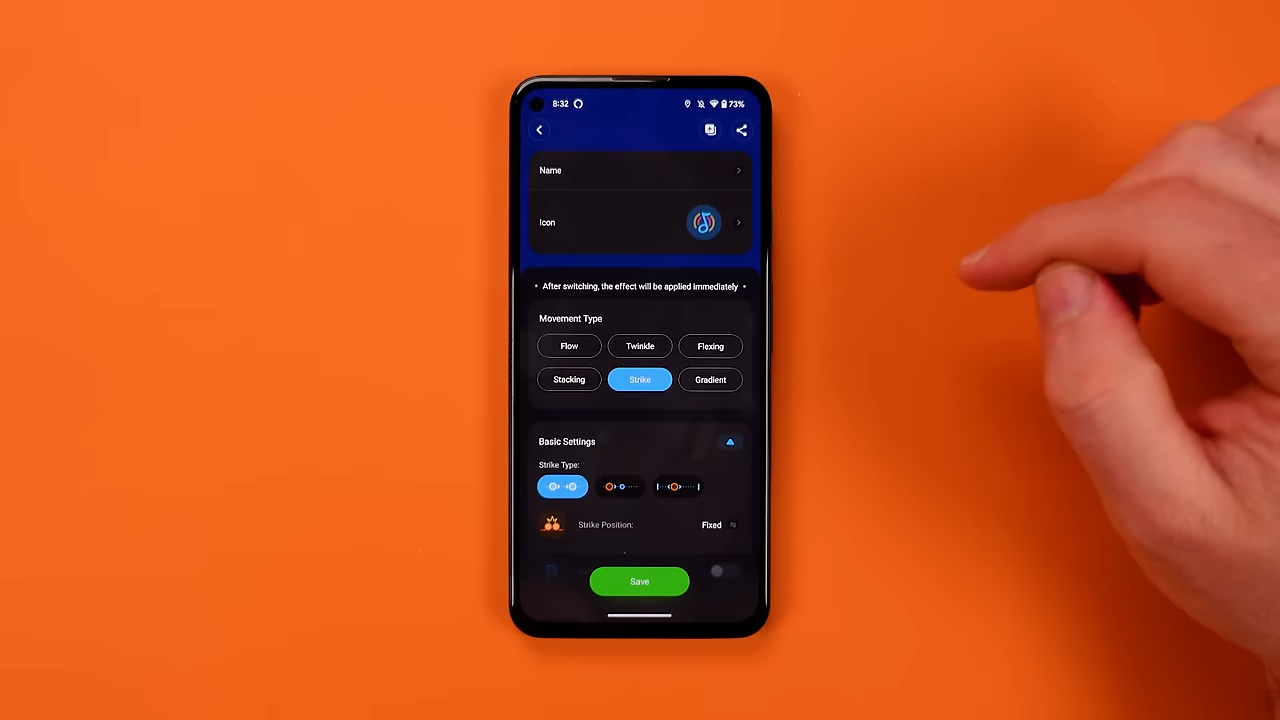 8:32 73%
Name
Icon
• After switching, the effect will be applied immediately •
Movement Type
Flow Twinkle Flexing
Stacking Strike Gradient
Basic Settings
Strike Type:
Strike Position: Fixed
Save